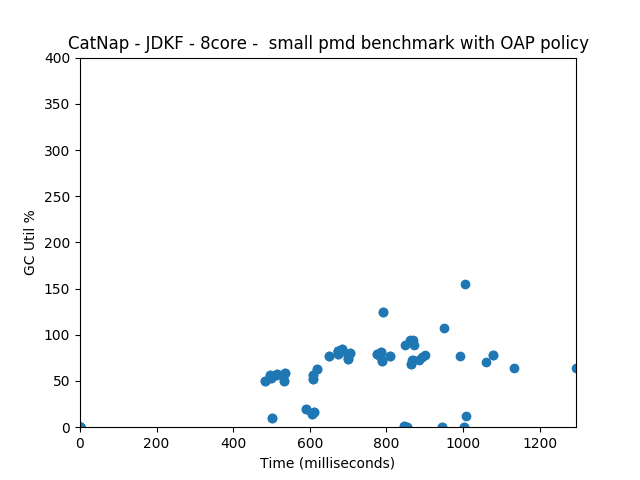 CatNap - JDKF - 8core -  small pmd benchmark with OAP policy
400
350
300
250
200
150
100
50
0
GC Util %
0 200 400 600 800 1000 1200
Time (milliseconds)